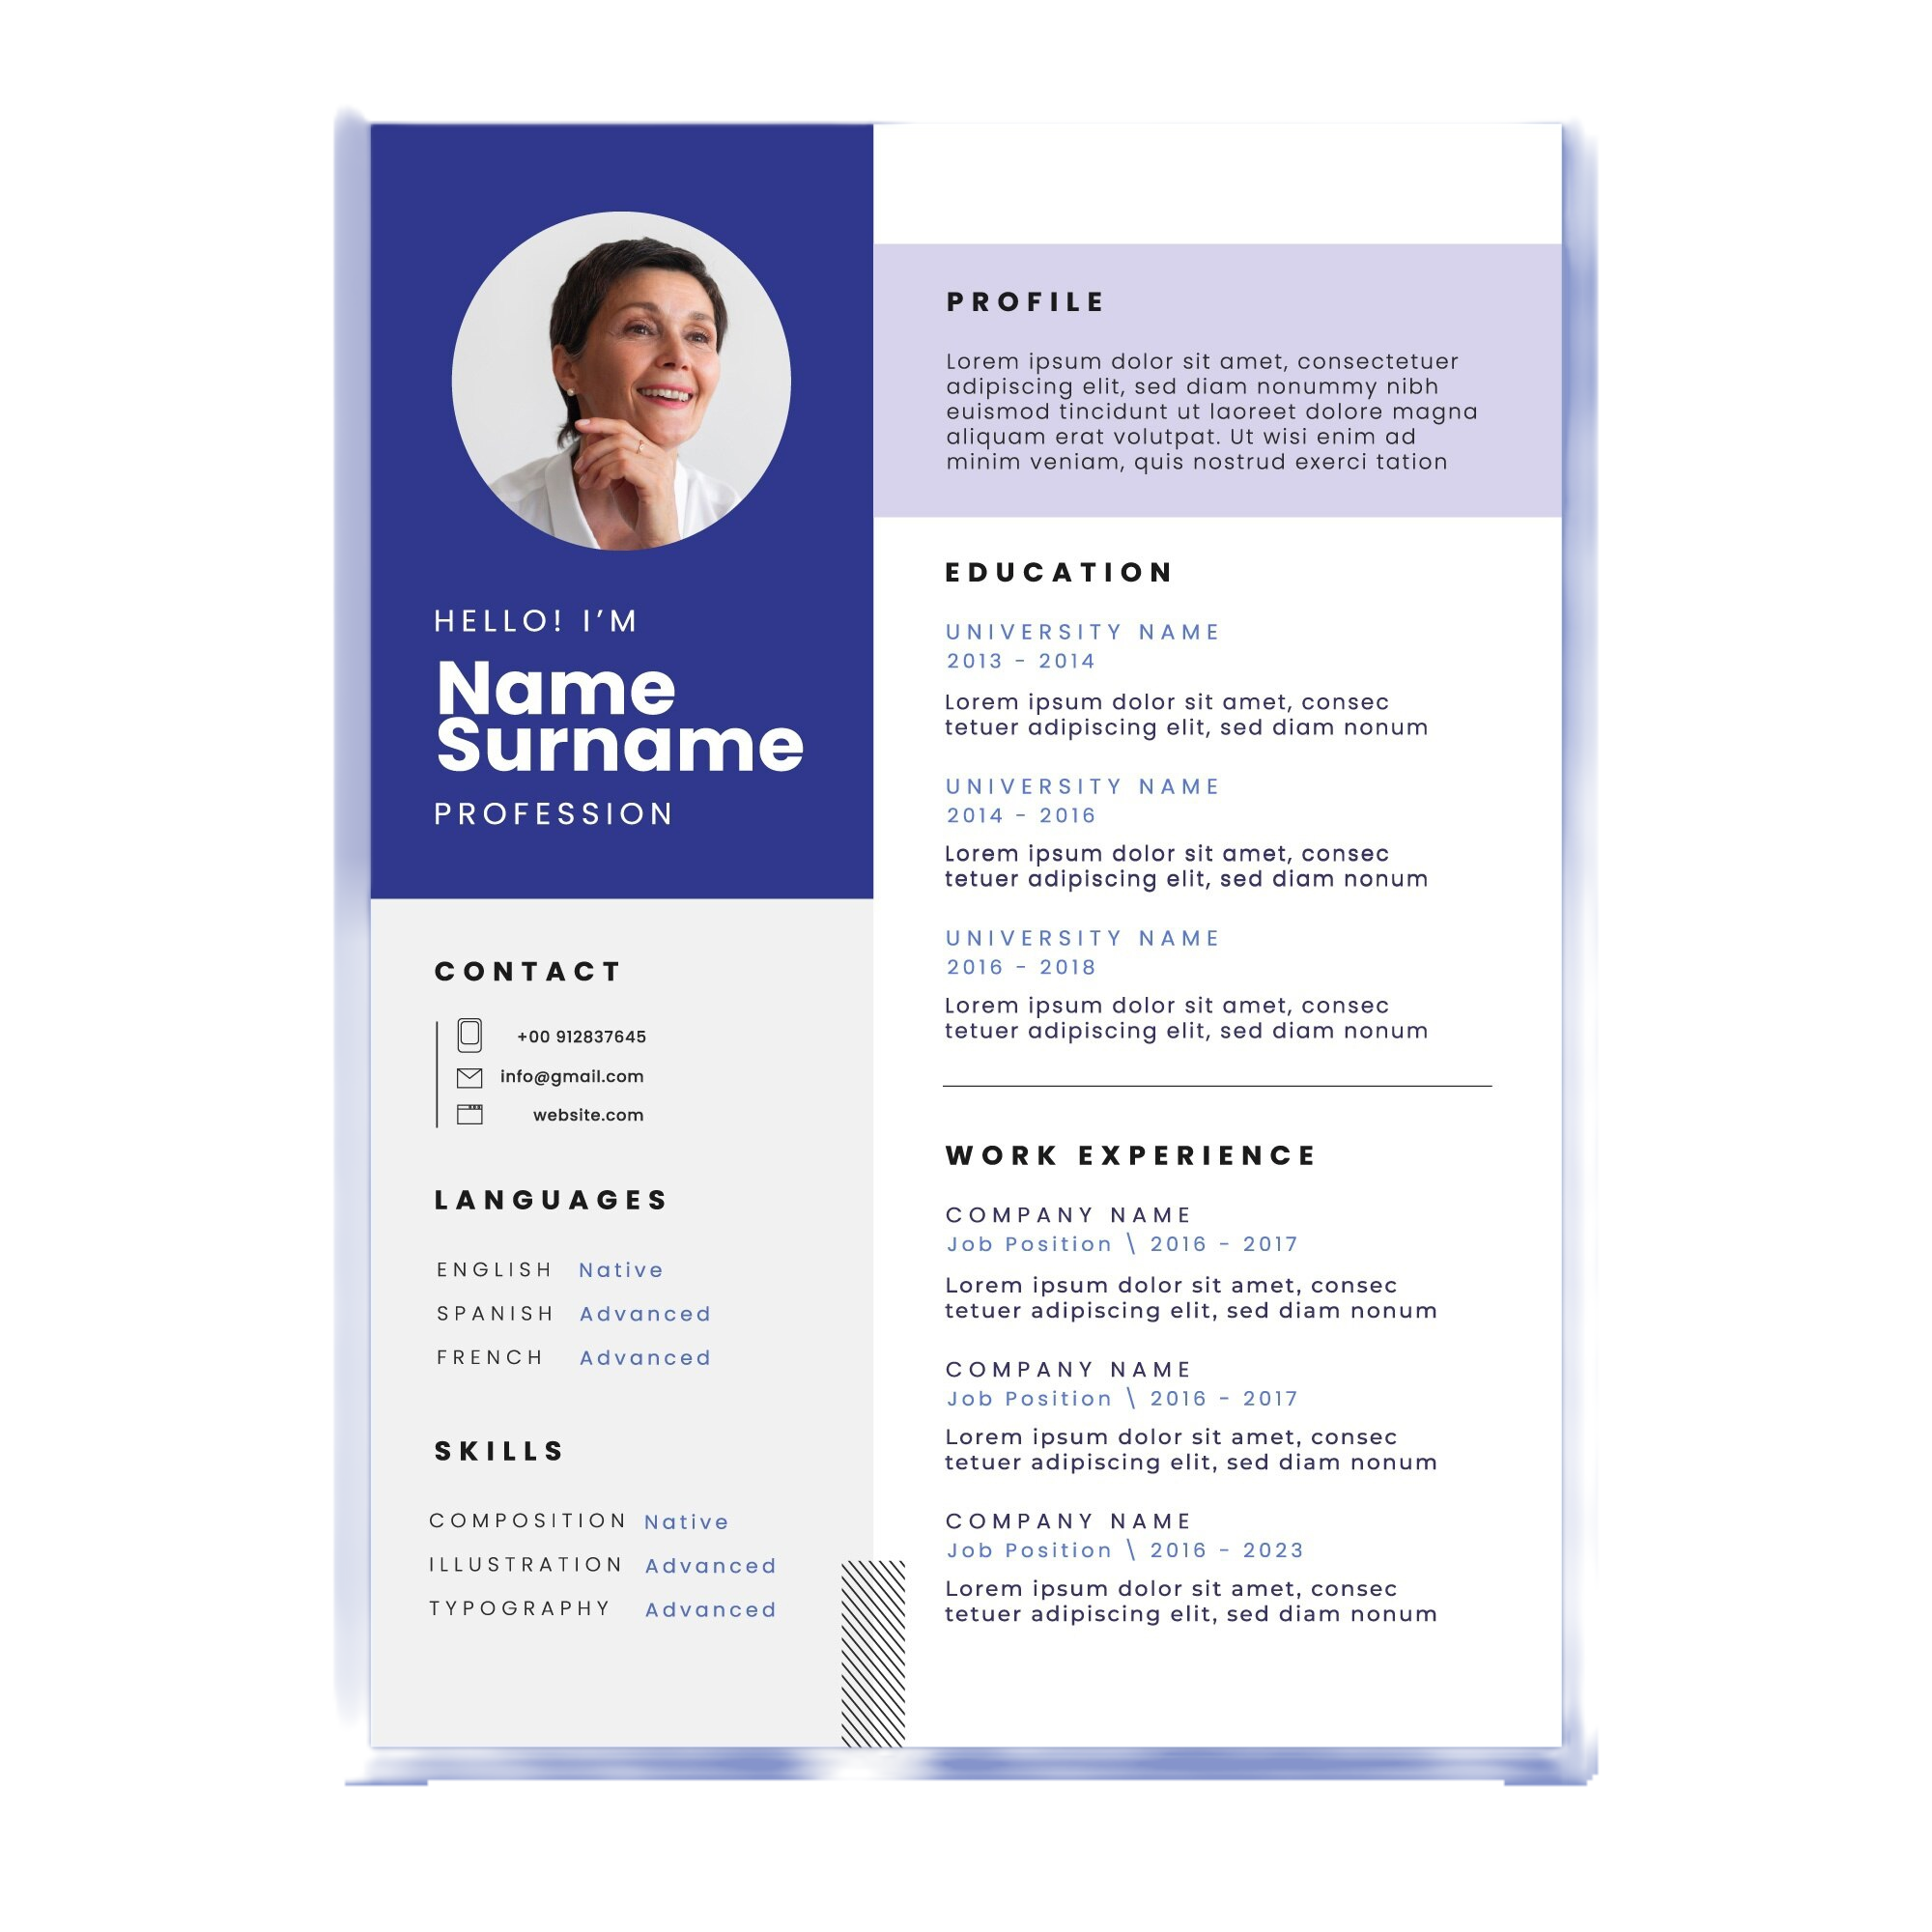 HELLO! I’M
Name
Surname
PROFESSION
CONTACT
+00 912837645
info@gmail.com
website.com
LANGUAGES
ENGLISH Native
SPANISH Advanced
FRENCH Advanced
SKILLS
COMPOSITION Native
ILLUSTRATION Advanced
TYPOGRAPHY Advanced
PROFILE
Lorem ipsum dolor sit amet, consectetuer
adipiscing elit, sed diam nonummy nibh
euismod tincidunt ut laoreet dolore magna
aliquam erat volutpat. Ut wisi enim ad
minim veniam, quis nostrud exerci tation
EDUCATION
UNIVERSITY NAME
2013 - 2014
Lorem ipsum dolor sit amet, consec
tetuer adipiscing elit, sed diam nonum
UNIVERSITY NAME
2014 - 2016
Lorem ipsum dolor sit amet, consec
tetuer adipiscing elit, sed diam nonum
UNIVERSITY NAME
2016 - 2018
Lorem ipsum dolor sit amet, consec
tetuer adipiscing elit, sed diam nonum
WORK EXPERIENCE
COMPANY NAME
Job Position \ 2016 - 2017
Lorem ipsum dolor sit amet, consec
tetuer adipiscing elit, sed diam nonum
COMPANY NAME
Job Position \ 2016 - 2017
Lorem ipsum dolor sit amet, consec
tetuer adipiscing elit, sed diam nonum
COMPANY NAME
Job Position \ 2016 - 2023
Lorem ipsum dolor sit amet, consec
tetuer adipiscing elit, sed diam nonum